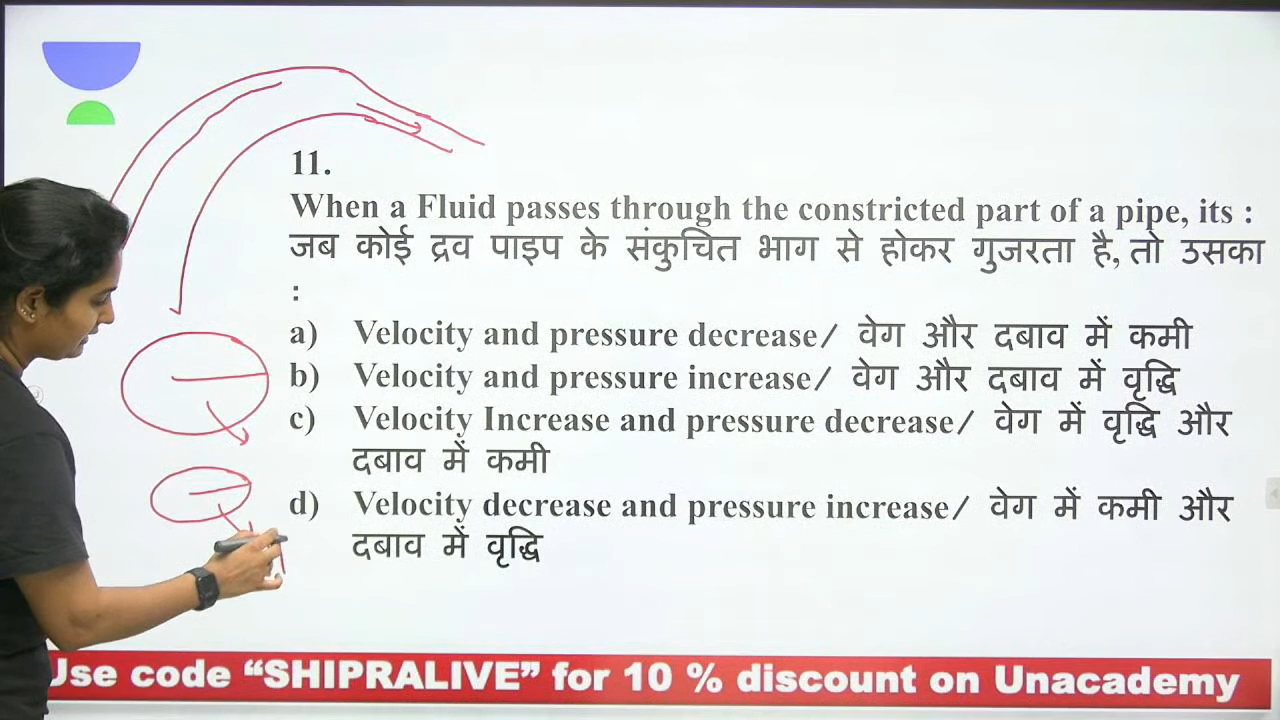 11.
When a Fluid passes through the constricted part of a pipe, its :
जब कोई द्रव पाइप के संकुचित भाग से होकर गुजरता है, तो उसका
:
a) Velocity and pressure decrease/ वेग और दबाव में कमी
b) Velocity and pressure increase/ वेग और दबाव में वृद्धि
c) Velocity Increase and pressure decrease/ वेग में वृद्धि और
दबाव में कमी
d) Velocity decrease and pressure increase/ वेग में कमी और
दबाव में वृद्धि
Use code “SHIPRALIVE” for 10 % discount on Unacademy